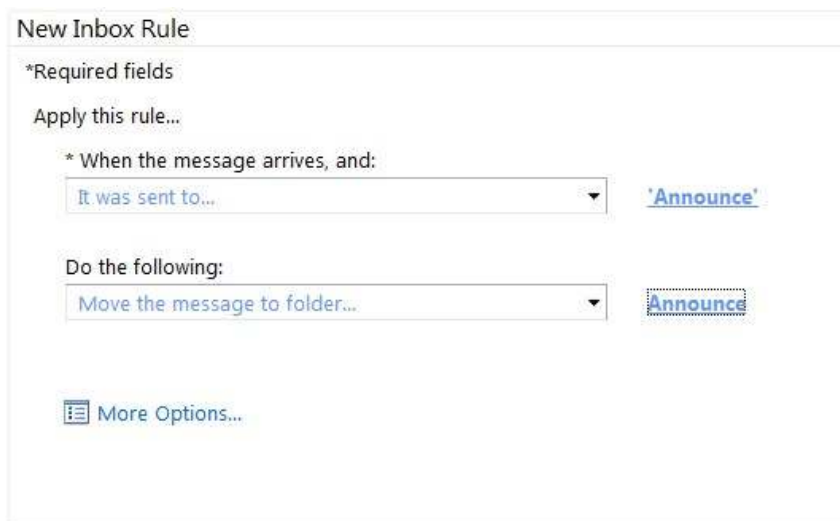 New Inbox Rule
*Required fields
Apply this rule...
* When the message arrives, and:
It was sent to... 'Announce'
Do the following:
Move the message to folder... Announce
More Options...